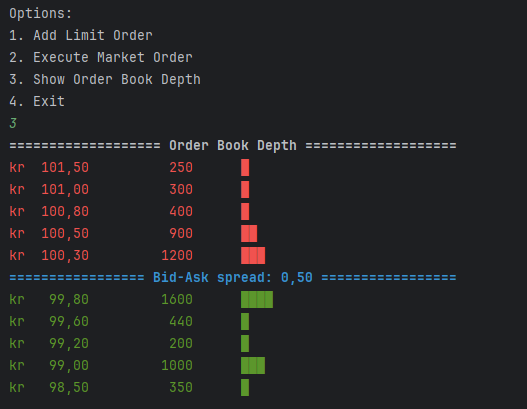 Options:
1. Add Limit Order
2. Execute Market Order
3. Show Order Book Depth
4. Exit
3
=================== Order Book Depth ===================
kr 101,50 250
kr 101,00 300
kr 100,80 400
kr 100,50 900
kr 100,30 1200
================= Bid-Ask spread: 0,50 =================
kr 99,80 1600
kr 99,60 440
kr 99,20 200
kr 99,00 1000
kr 98,50 350